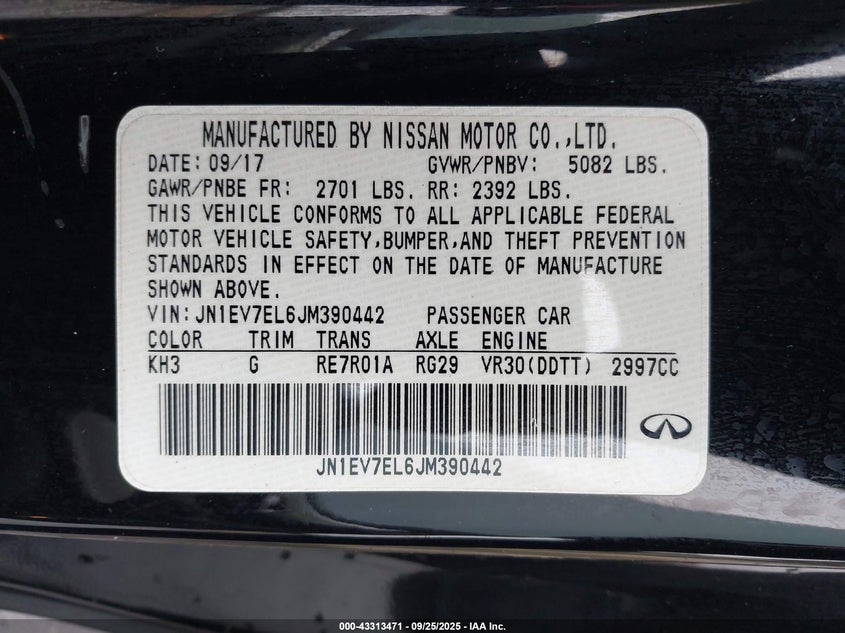 MANUFACTURED BY NISSAN MOTOR CO.,LTD.
DATE: 09/17 GVWR/PNBV: 5082 LBS.
GAWR/PNBE FR: 2701 LBS. RR: 2392 LBS.
THIS VEHICLE CONFORMS TO ALL APPLICABLE FEDERAL
MOTOR VEHICLE SAFETY,BUMPER,AND THEFT PREVENTION
STANDARDS IN EFFECT ON THE DATE OF MANUFACTURE
SHOWN ABOVE.
VIN: JN1EV7EL6JM390442 PASSENGER CAR
COLOR TRIM TRANS AXLE ENGINE
KH3 G RE7R01A RG29 VR30(DDTT) 2997CC
JN1EV7EL6JM390442
000-43313471 - 09/25/2025 - IAA Inc.